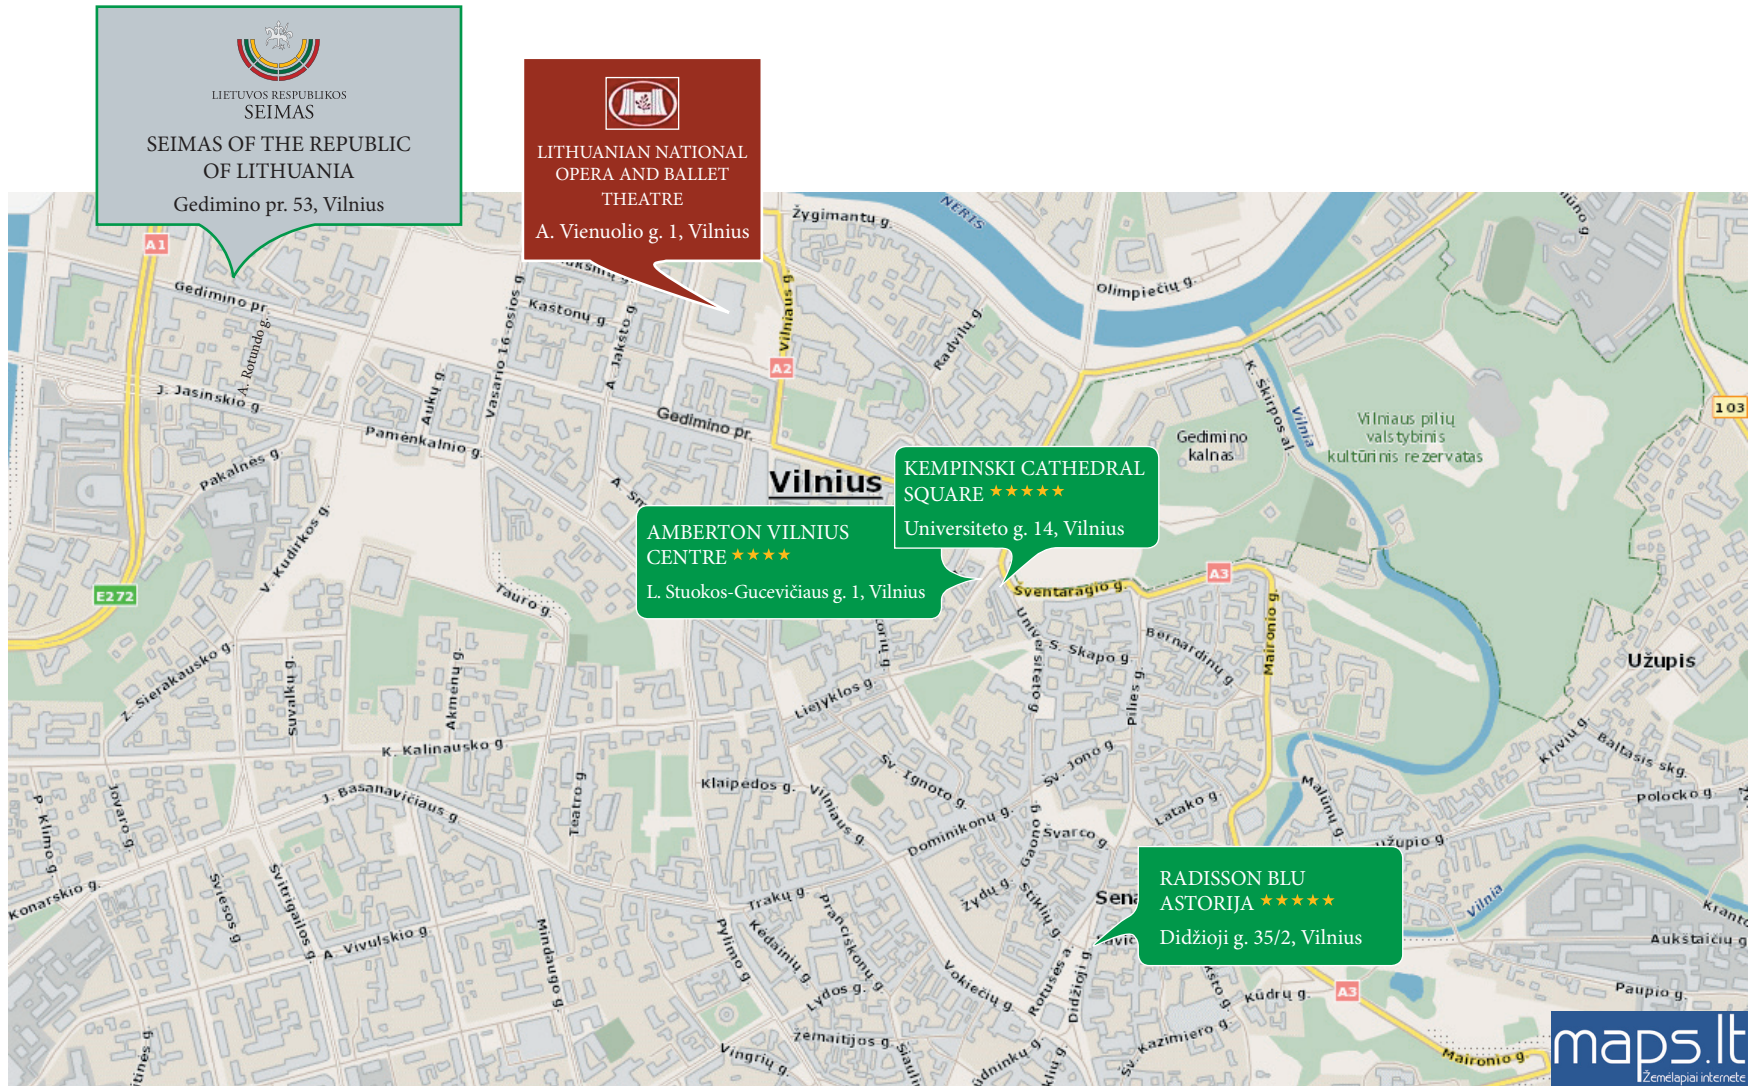 LIETUVOS RESPUBLIKOS
SEIMAS
SEIMAS OF THE REPUBLIC
OF LITHUANIA
Gedimino pr. 53, Vilnius
LITHUANIAN NATIONAL
OPERA AND BALLET
THEATRE
A. Vienuolio g. 1, Vilnius
NERIS
Žygimantų g.
A1
Gedimino pr.
A. Rotundo g.
Vasario 16-osios g
Kaštonų g
A. Jakšto g
Vilniaus g
A2
Radvilų g.
Olimpiečių g.
K. Skirpos al.
Vilnia
103
J. Jasinskio g
Aukų g
Pamėnkalnio g
Pakalnės g
V. Kudirkos g.
Gedimino pr.
Vilnius
Gedimino
kalnas
Vilniaus pilių
valstybinis
kultūrinis rezervatas
KEMPINSKI CATHEDRAL
SQUARE ★★★★★
Universiteto g. 14, Vilnius
AMBERTON VILNIUS
CENTRE ★★★★
L. Stuokos-Gucevičiaus g. 1, Vilnius
E272
Tauro g.
A3
Šventaragio g.
Universiteto g
S. Skapo g
Bernardinų g
Maironio g
Pilies g
Užupis
Z. Sierakausko g
Suvalkų g.
Akmenų g.
Liejyklos g
K. Kalinausko g
J. Basanavičiaus g
Teatro g
Klaipėdos g.
Vilniaus g
Šv. Ignoto g
Šv. Jono g
Dominikonų g
Gaono g
Švarco g
Latako g
Malūnų g
Krivių g
Baltasis skg.
Polocko g
Užupio g
P. Klimo g
Jovaro g
Konarskio g.
Šviesos g
Svitrigailos g
A. Vivulskio g
Mindaugo g
Trakų g
Pylimo g
Kėdainių g
Pranciškonų g
Lydos g.
Vokiečių g.
Žydų g.
Stiklių g
Rotušės a
Didžioji g
RADISSON BLU
ASTORIJA ★★★★★
Didžioji g. 35/2, Vilnius
Vilnia
Aukštaičių g
Paupio g.
Kūdrų g.
A3
Žemaitijos g.
Vingrių g.
Šv. Kazimiero g.
Maironio g
maps.lt
Žemėlapiai internete